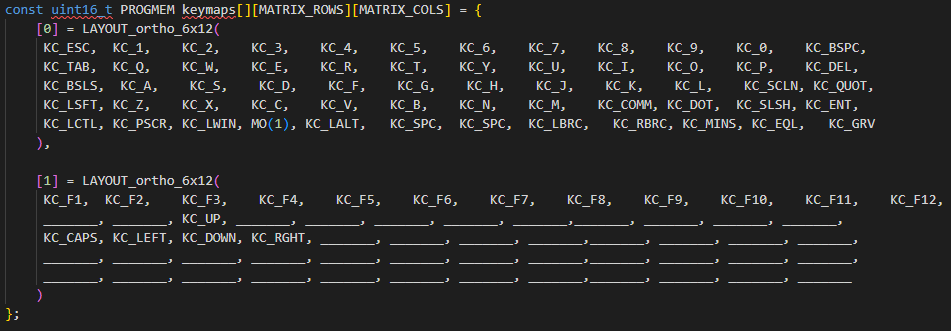 const uint16_t PROGMEM keymaps[][MATRIX_ROWS][MATRIX_COLS] = {
[0] = LAYOUT_ortho_6x12(
KC_ESC, KC_1, KC_2, KC_3, KC_4, KC_5, KC_6, KC_7, KC_8, KC_9, KC_0, KC_BSPC,
KC_TAB, KC_Q, KC_W, KC_E, KC_R, KC_T, KC_Y, KC_U, KC_I, KC_O, KC_P, KC_DEL,
KC_BSLS, KC_A, KC_S, KC_D, KC_F, KC_G, KC_H, KC_J, KC_K, KC_L, KC_SCLN, KC_QUOT,
KC_LSFT, KC_Z, KC_X, KC_C, KC_V, KC_B, KC_N, KC_M, KC_COMM, KC_DOT, KC_SLSH, KC_ENT,
KC_LCTL, KC_PSCR, KC_LWIN, MO(1), KC_LALT, KC_SPC, KC_SPC, KC_LBRC, KC_RBRC, KC_MINS, KC_EQL, KC_GRV
),
[1] = LAYOUT_ortho_6x12(
KC_F1, KC_F2, KC_F3, KC_F4, KC_F5, KC_F6, KC_F7, KC_F8, KC_F9, KC_F10, KC_F11, KC_F12,
_______, _______, KC_UP, _______, _______, _______, _______, _______,_______, _______, _______, _______,
KC_CAPS, KC_LEFT, KC_DOWN, KC_RGHT, _______, _______, _______, _______,_______, _______, _______, _______,
_______, _______, _______, _______, _______, _______, _______, _______,_______, _______, _______, _______,
_______, _______, _______, _______, _______, _______, _______, _______,_______, _______, _______, _______
)
};